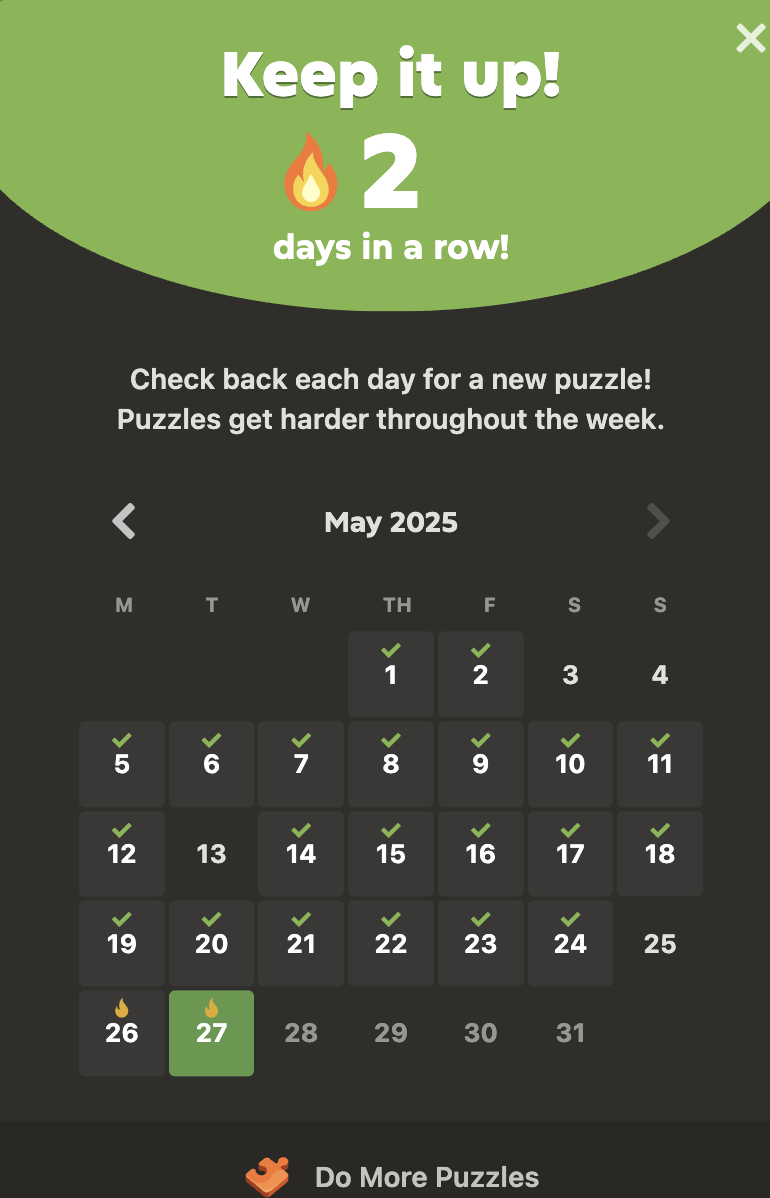 Keep it up!
2
days in a row!
Check back each day for a new puzzle!
Puzzles get harder throughout the week.
May 2025
M T W TH F S S
1 2 3 4
5 6 7 8 9 10 11
12 13 14 15 16 17 18
19 20 21 22 23 24 25
26 27 28 29 30 31
Do More Puzzles